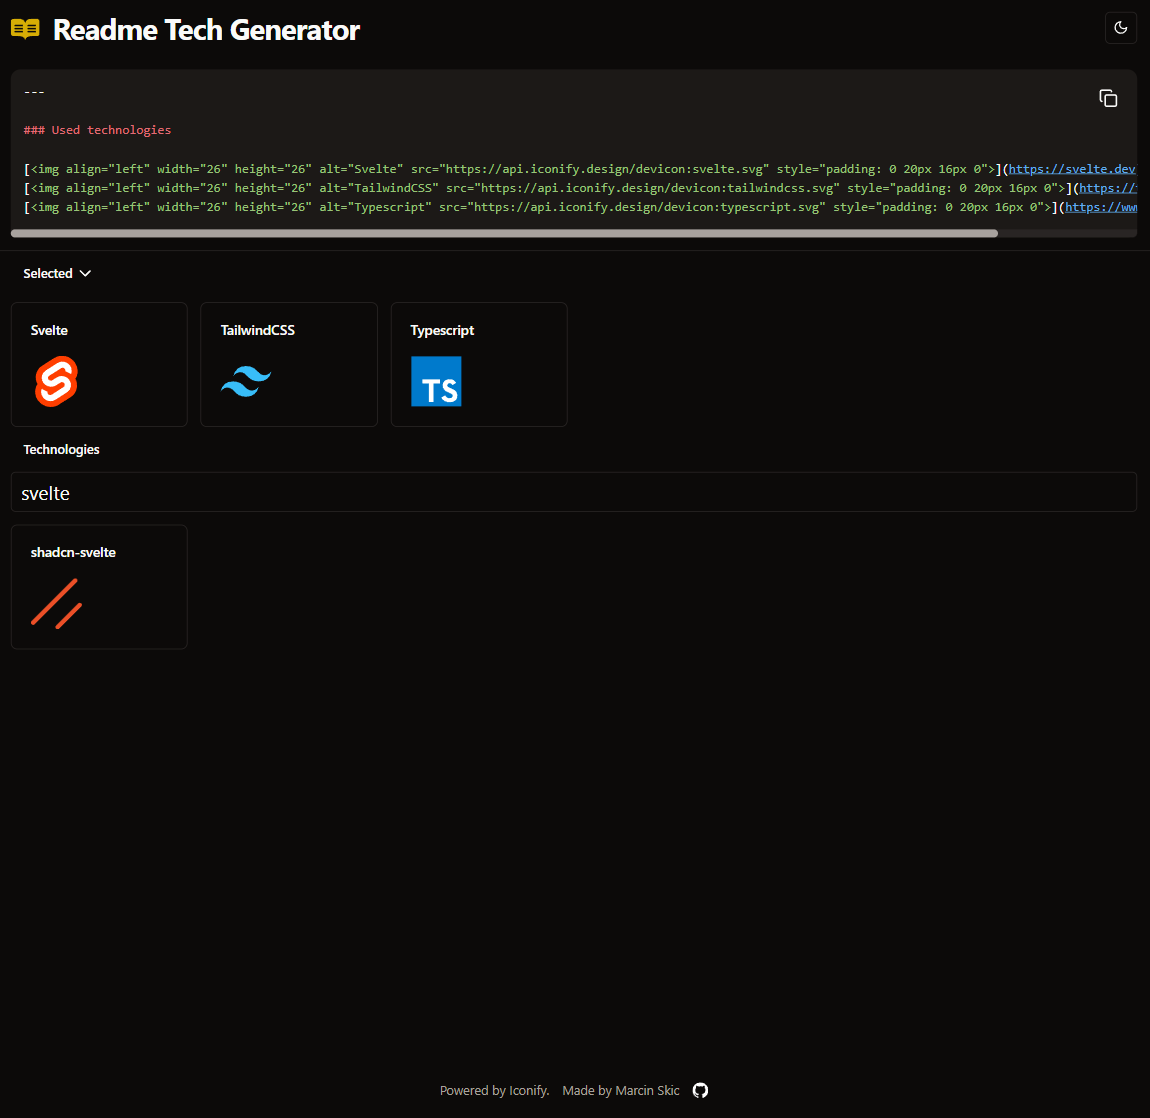 Readme Tech Generator
---
### Used technologies
[<img align="left" width="26" height="26" alt="Svelte" src="https://api.iconify.design/devicon:svelte.svg" style="padding: 0 20px 16px 0">](https://svelte.dev
[<img align="left" width="26" height="26" alt="TailwindCSS" src="https://api.iconify.design/devicon:tailwindcss.svg" style="padding: 0 20px 16px 0">](https://
[<img align="left" width="26" height="26" alt="Typescript" src="https://api.iconify.design/devicon:typescript.svg" style="padding: 0 20px 16px 0">](https://ww
Selected
Svelte TailwindCSS Typescript
TS
Technologies
svelte
shadcn-svelte
Powered by Iconify. Made by Marcin Skic